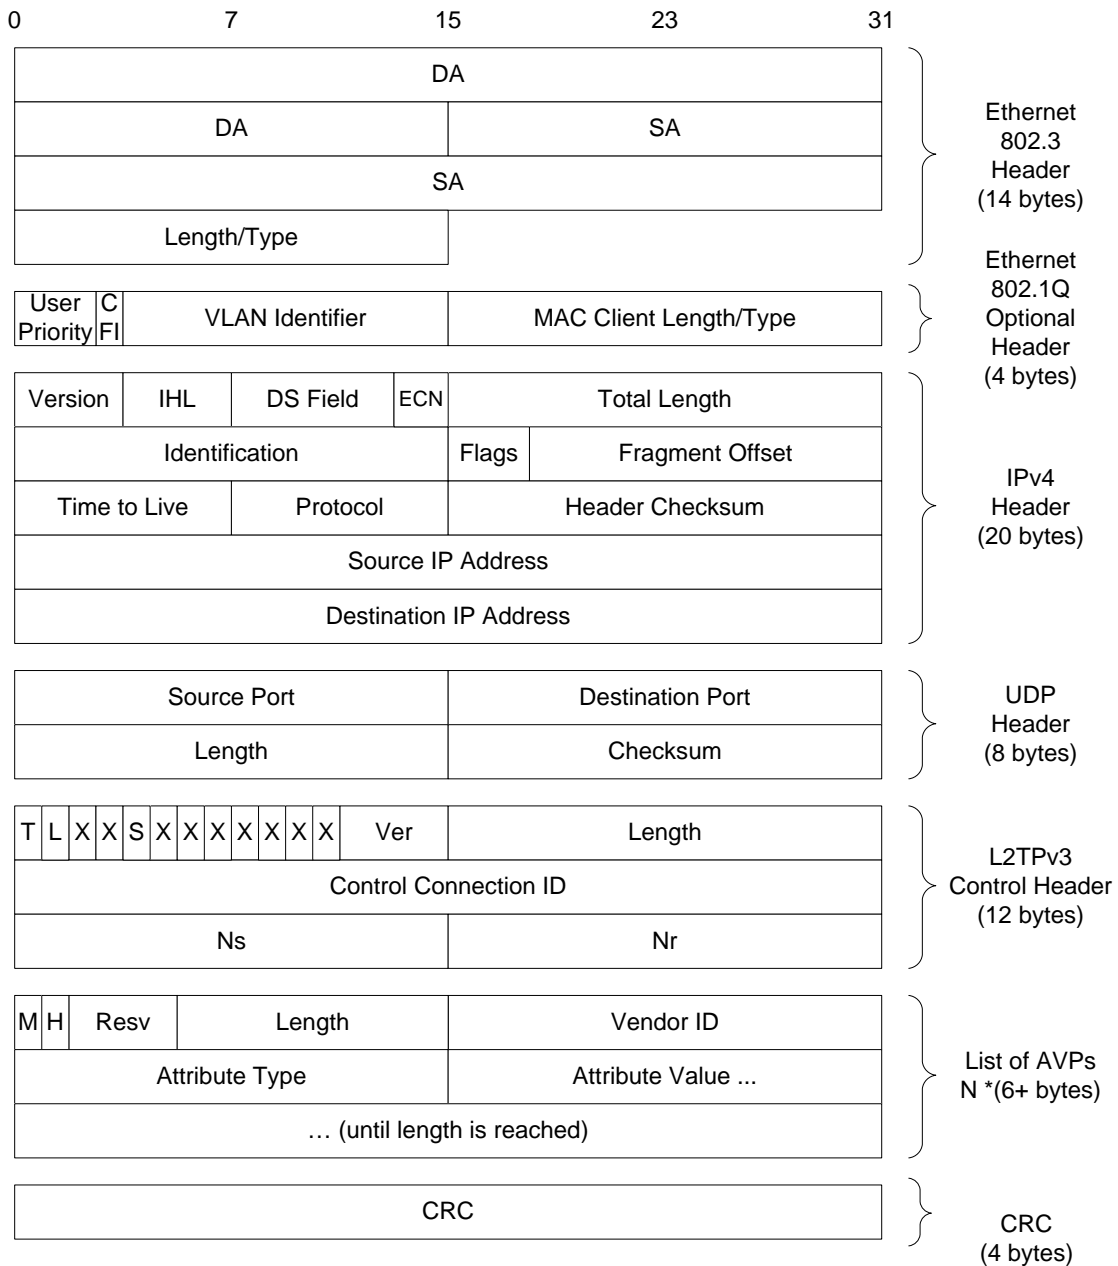 0 7 15 23 31
DA
DA SA
SA
Length/Type
Ethernet
802.3
Header
(14 bytes)
User
Priority
C
FI
VLAN Identifier MAC Client Length/Type
Ethernet
802.1Q
Optional
Header
(4 bytes)
Version IHL DS Field ECN Total Length
Identification Flags Fragment Offset
Time to Live Protocol Header Checksum
Source IP Address
Destination IP Address
IPv4
Header
(20 bytes)
Source Port Destination Port
Length Checksum
UDP
Header
(8 bytes)
T L X X S X X X X X X X Ver Length
Control Connection ID
Ns Nr
L2TPv3
Control Header
(12 bytes)
M H Resv Length Vendor ID
Attribute Type Attribute Value ...
… (until length is reached)
List of AVPs
N *(6+ bytes)
CRC
CRC
(4 bytes)